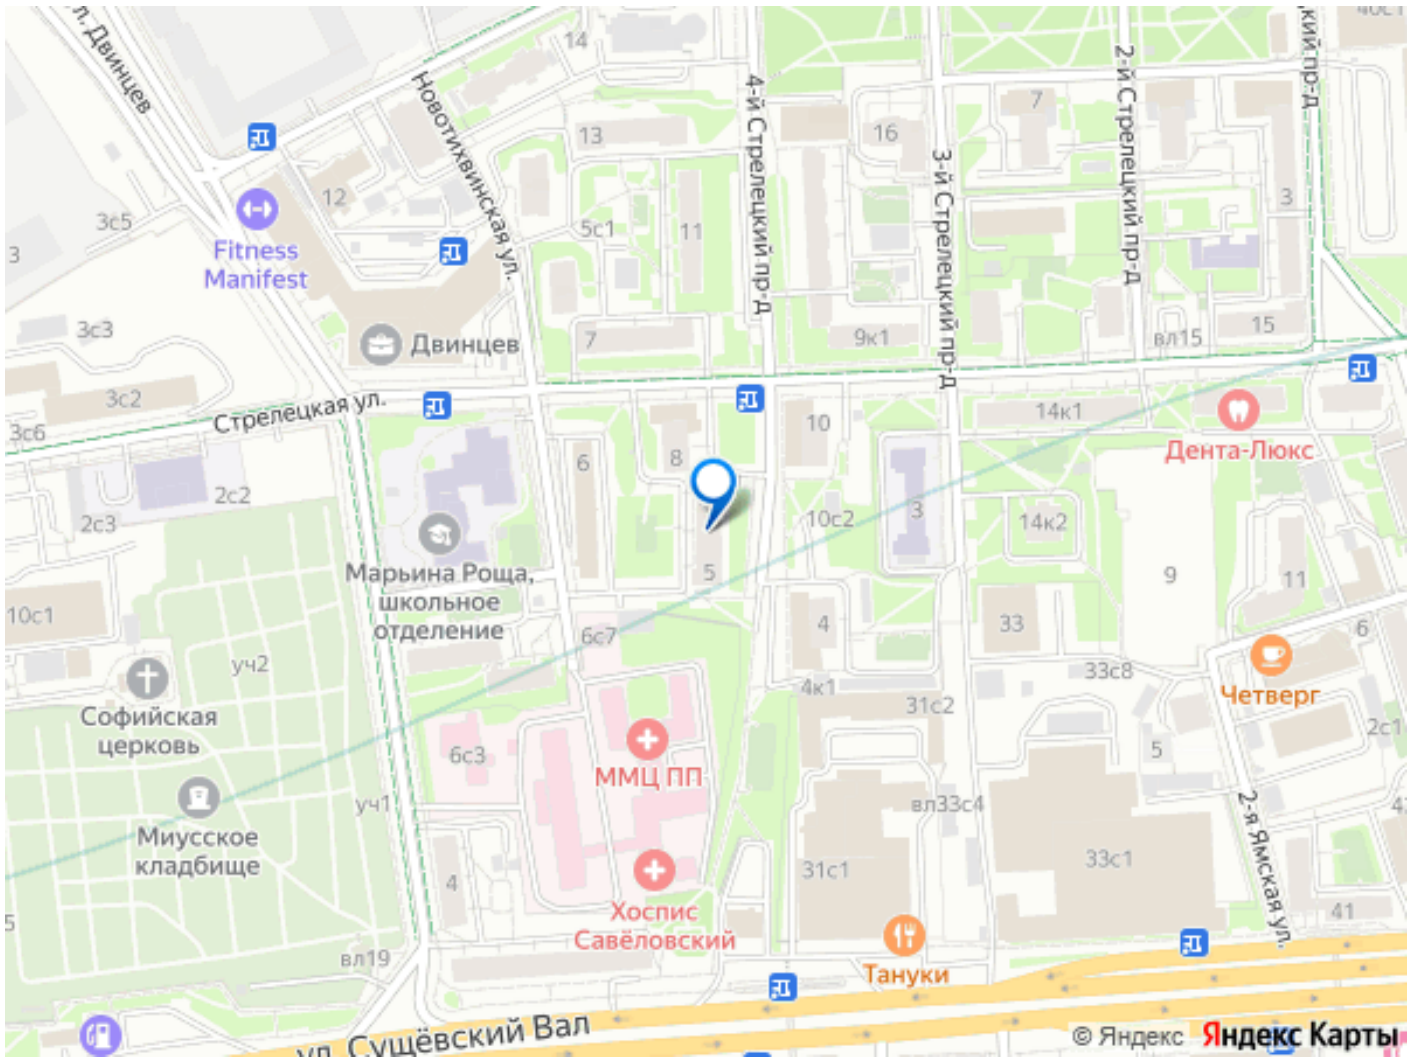 40с1
ул. Двинцев
14
Новотихвинская ул.
4-й Стрелецкий пр-д
2-й Стрелецкий пр-д
кий пр-д
7
13
16
3-й Стрелецкий пр-д
12
3
3с5
5с1
11
3
Fitness
Manifest
3с3
7
9к1
вл15
15
Двинцев
3с2
Стрелецкая ул.
3с6
14к1
10
Дента-Люкс
6
8
2с2
2с3
10с2
3
14к2
Марьина Роща,
школьное
отделение
5
9
11
10с1
6с7
4
33
6
уч2
33с8
Софийская
церковь
4к1
31с2
Четверг
2с1
6с3
ММЦ ПП
5
уч1
вл33с4
2-я Ямская ул.
Миусское
кладбище
4
31с1
33с1
Хоспис
Савёловский
41
5
вл19
Тануки
ул. Сущёвский Вал
© Яндекс Яндекс Карты